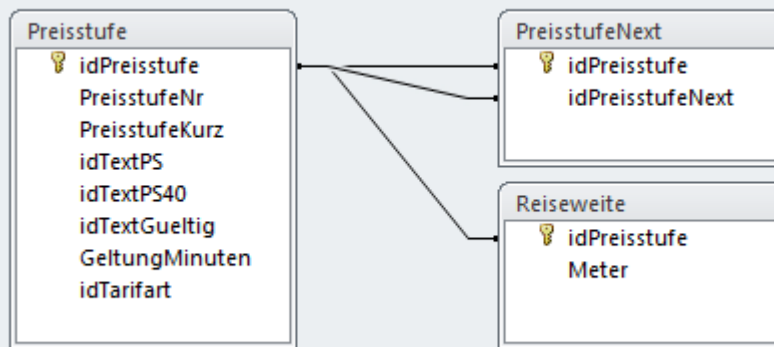 Preisstufe
idPreisstufe
PreisstufeNr
PreisstufeKurz
idTextPS
idTextPS40
idTextGueltig
GeltungMinuten
idTarifart
PreisstufeNext
idPreisstufe
idPreisstufeNext
Reiseweite
idPreisstufe
Meter